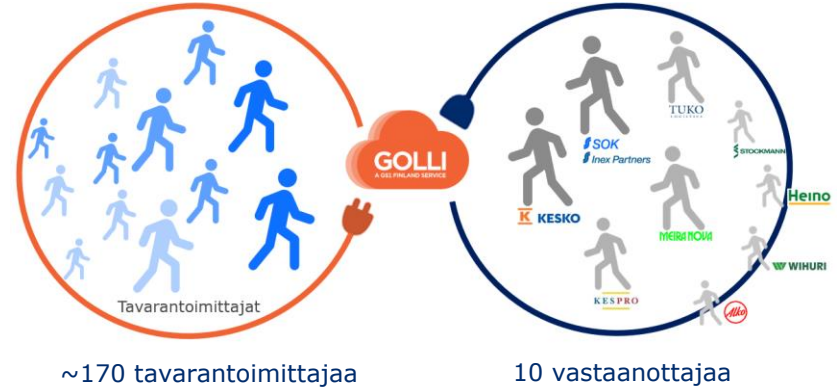 GOLLI
A GS1 FINLAND SERVICE
Tavarantoimittajat
~170 tavarantoimittajaa
TUKO
LOGISTICS
SOK
Inex Partners
STOCKMANN
Heino
K KESKO
MEIRA NOVA
WIHURI
KESPRO
Alko
10 vastaanottajaa